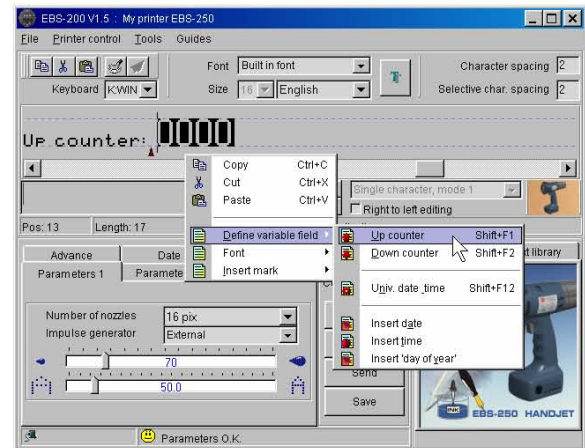 EBS-200 V1.5 : My printer EBS-250
File Printer control Tools Guides
Font Built in font
Character spacing 2
Keyboard K:WIN
Size 16 English
Selective char. spacing 2
Up counter:
Copy Ctrl+C
Cut Ctrl+X
Paste Ctrl+V
Define variable field
Font
Insert mark
Single character, mode 1
Right to left editing
Pos: 13 Length: 17
Up counter Shift+F1
Down counter Shift+F2
Univ. date_time Shift+F12
Insert date
Insert time
Insert 'day of year'
Advance Date
Parameters 1 Paramete
t library
Number of nozzles 16 pix
Impulse generator External
70
50.0
Send
Save
INK EBS-250 HANDJET
Parameters O.K.